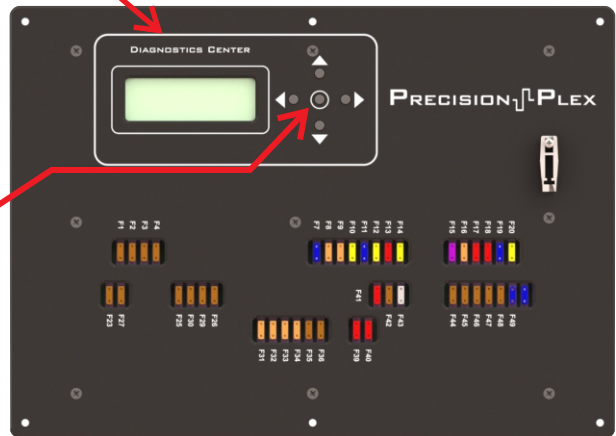 DIAGNOSTICS CENTER
PRECISION PLEX
F1 F2 F3 F4
F7 F8 F9 F10 F11 F12 F13 F14
F15 F16 F17 F18 F19 F20
F41
F23 F27
F25 F30 F29 F26
F42 F43
F44 F45 F46 F47 F48 F49
F31 F32 F33 F34 F35 F36
F39 F40